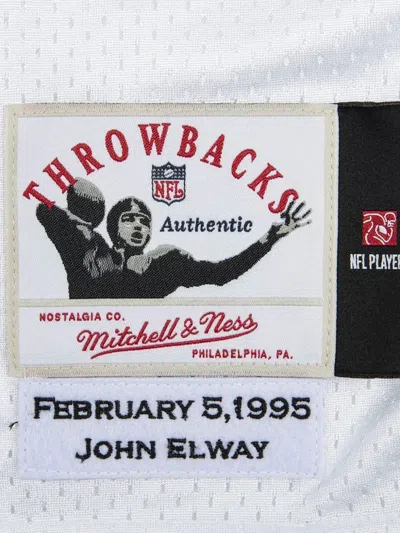 THROWBACKS
NFL
Authentic
NFL PLAYER
NOSTALGIA CO.
Mitchell & Ness
PHILADELPHIA, PA.
FEBRUARY 5,1995
JOHN ELWAY